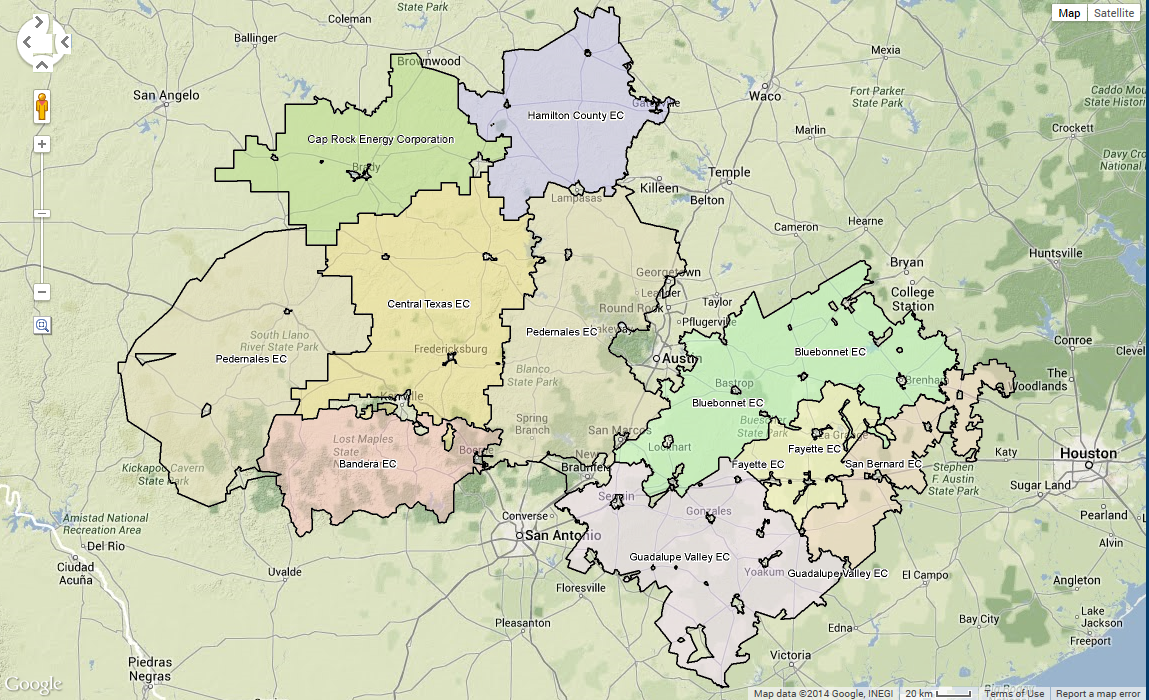 State Park
Coleman
Map
Satellite
Ballinger
Brownwood
Mexia
San Angelo
Waco
Fort Parker
State Park
Caddo Mou
State Histori
Hamilton County EC
Cap Rock Energy Corporation
Marlin
Crockett
Brady
Davy Cro
National
Temple
Killeen
Belton
Lampasas
Cameron
Hearne
Huntsville
Bryan
Georgetown
College
Station
Leander
Taylor
Round Rock
Central Texas EC
Pflugerville
Pedernales EC
South Llano
River State Park
Conroe
Clevel
Pedernales EC
Fredericksburg
Austin
Bluebonnet EC
Blanco
State Park
Bastrop
Brenham
The
Woodlands
Kerrville
Bluebonnet EC
Spring
Branch
San Marcos
State Park
La Grange
Lost Maples
State Park
Lockhart
Fayette EC
Boerne
Katy
Houston
Bandera EC
New
Braunfels
Fayette EC
San Bernard EC
Kickapoo Cavern
State Park
Stephen
F. Austin
State Park
Sugar Land
Seguin
Gonzales
Converse
San Antonio
Pearland
Amistad National
Recreation Area
Del Rio
Alvin
Ciudad
Acuña
Uvalde
Guadalupe Valley EC
Yoakum
Guadalupe Valley EC
El Campo
Floresville
Angleton
Pleasanton
Bay City
Lake
Jackson
Freeport
Edna
Piedras
Negras
Victoria
Google
Map data ©2014 Google, INEGI
20 km
Terms of Use
Report a map error